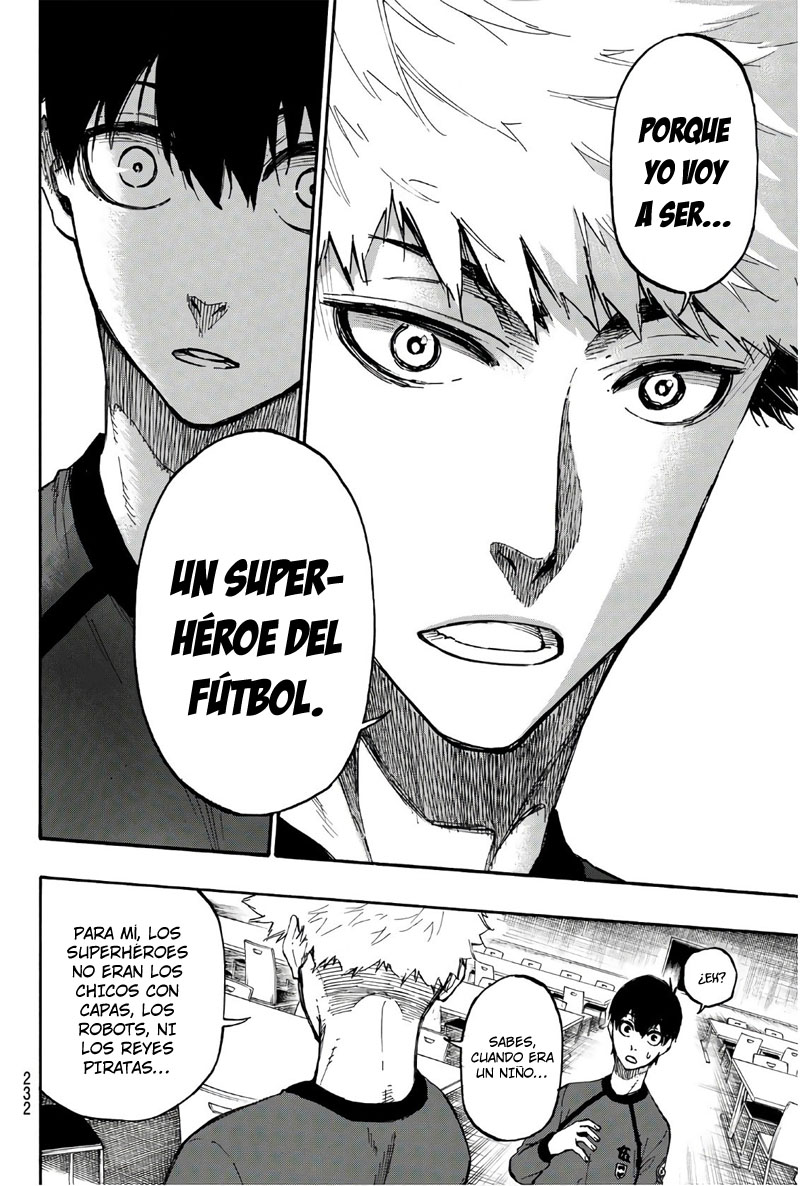 PORQUE
YO VOY
A SER...
UN SUPER-
HÉROE DEL
FÚTBOL.
¿EH?
SABES,
CUANDO ERA
UN NIÑO...
PARA MÍ, LOS
SUPERHÉROES
NO ERAN LOS
CHICOS CON
CAPAS, LOS
ROBOTS, NI
LOS REYES
PIRATAS...
232